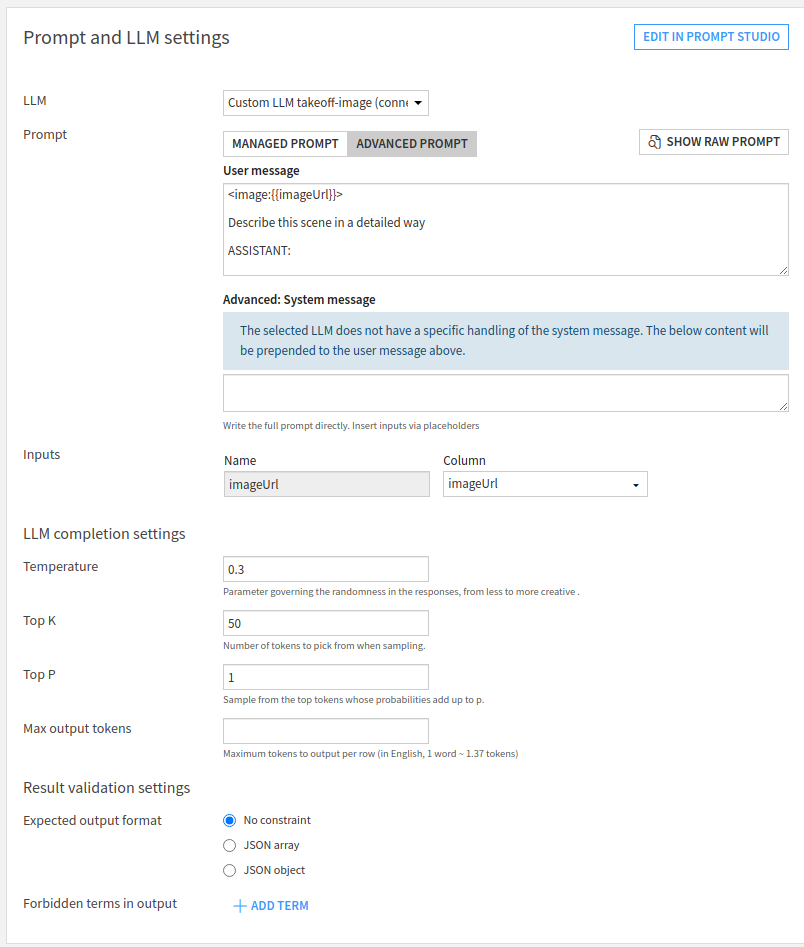 Prompt and LLM settings
EDIT IN PROMPT STUDIO
LLM
Custom LLM takeoff-image (conne
Prompt
MANAGED PROMPT
ADVANCED PROMPT
SHOW RAW PROMPT
User message
<image:{{imageUrl}}>
Describe this scene in a detailed way
ASSISTANT:
Advanced: System message
The selected LLM does not have a specific handling of the system message. The below content will
be prepended to the user message above.
Write the full prompt directly. Insert inputs via placeholders
Inputs
Name
Column
imageUrl
imageUrl
LLM completion settings
Temperature
0.3
Parameter governing the randomness in the responses, from less to more creative .
Top K
50
Number of tokens to pick from when sampling.
Top P
1
Sample from the top tokens whose probabilities add up to p.
Max output tokens
Maximum tokens to output per row (in English, 1 word ~ 1.37 tokens)
Result validation settings
Expected output format
No constraint
JSON array
JSON object
Forbidden terms in output
ADD TERM